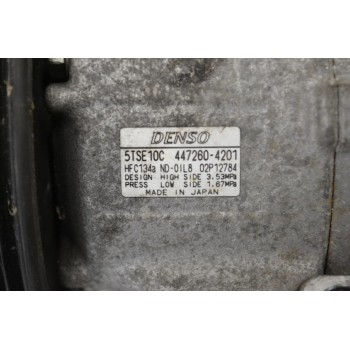 DENSO
5TSE10C 447260-4201
HFC134a ND-OIL8 02P12784
DESIGN HIGH SIDE 3.53MPa
PRESS LOW SIDE 1.67MPa
MADE IN JAPAN